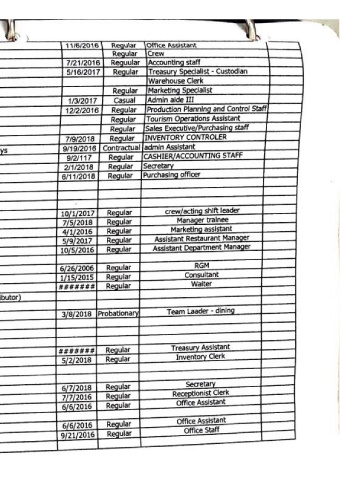 11/6/2016 Regular Office Assistant
Regular Crew
7/21/2016 Reguular Accounting staff
5/16/2017 Regular Treasury Specialist - Custodian
Warehouse Clerk
Regular Marketing Specialist
1/3/2017 Casual Admin aide III
12/2/2016 Regular Production Planning and Control Staff
Regular Tourism Operations Assistant
Regular Sales Executive/Purchasing staff
7/9/2018 Regular INVENTORY CONTROLER
ys 9/19/2016 Contractual admin Assistant
9/2/117 Regular CASHIER/ACCOUNTING STAFF
2/1/2018 Regular Secretary
6/11/2018 Regular Purchasing officer
10/1/2017 Regular crew/acting shift leader
7/5/2018 Regular Manager trainee
4/1/2016 Regular Marketing assistant
5/9/2017 Regular Assistant Restaurant Manager
10/5/2016 Regular Assistant Department Manager
6/26/2006 Regular RGM
1/15/2015 Regular Consultant
####### Regular Waiter
ibutor)
3/8/2018 Probationary Team Laader - dining
####### Regular Treasury Assistant
5/2/2018 Regular Inventory Clerk
6/7/2018 Regular Secretary
7/7/2016 Regular Receptionist Clerk
6/6/2016 Regular Office Assistant
6/6/2016 Regular Office Assistant
9/21/2016 Regular Office Staff